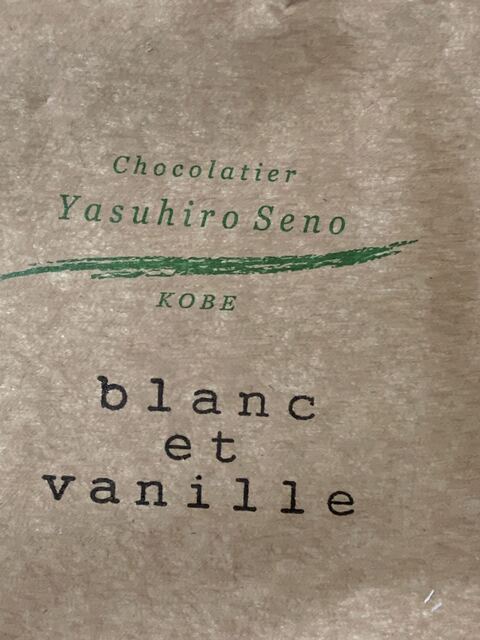 Chocolatier
Yasuhiro Seno
KOBE
blanc
et
vanille